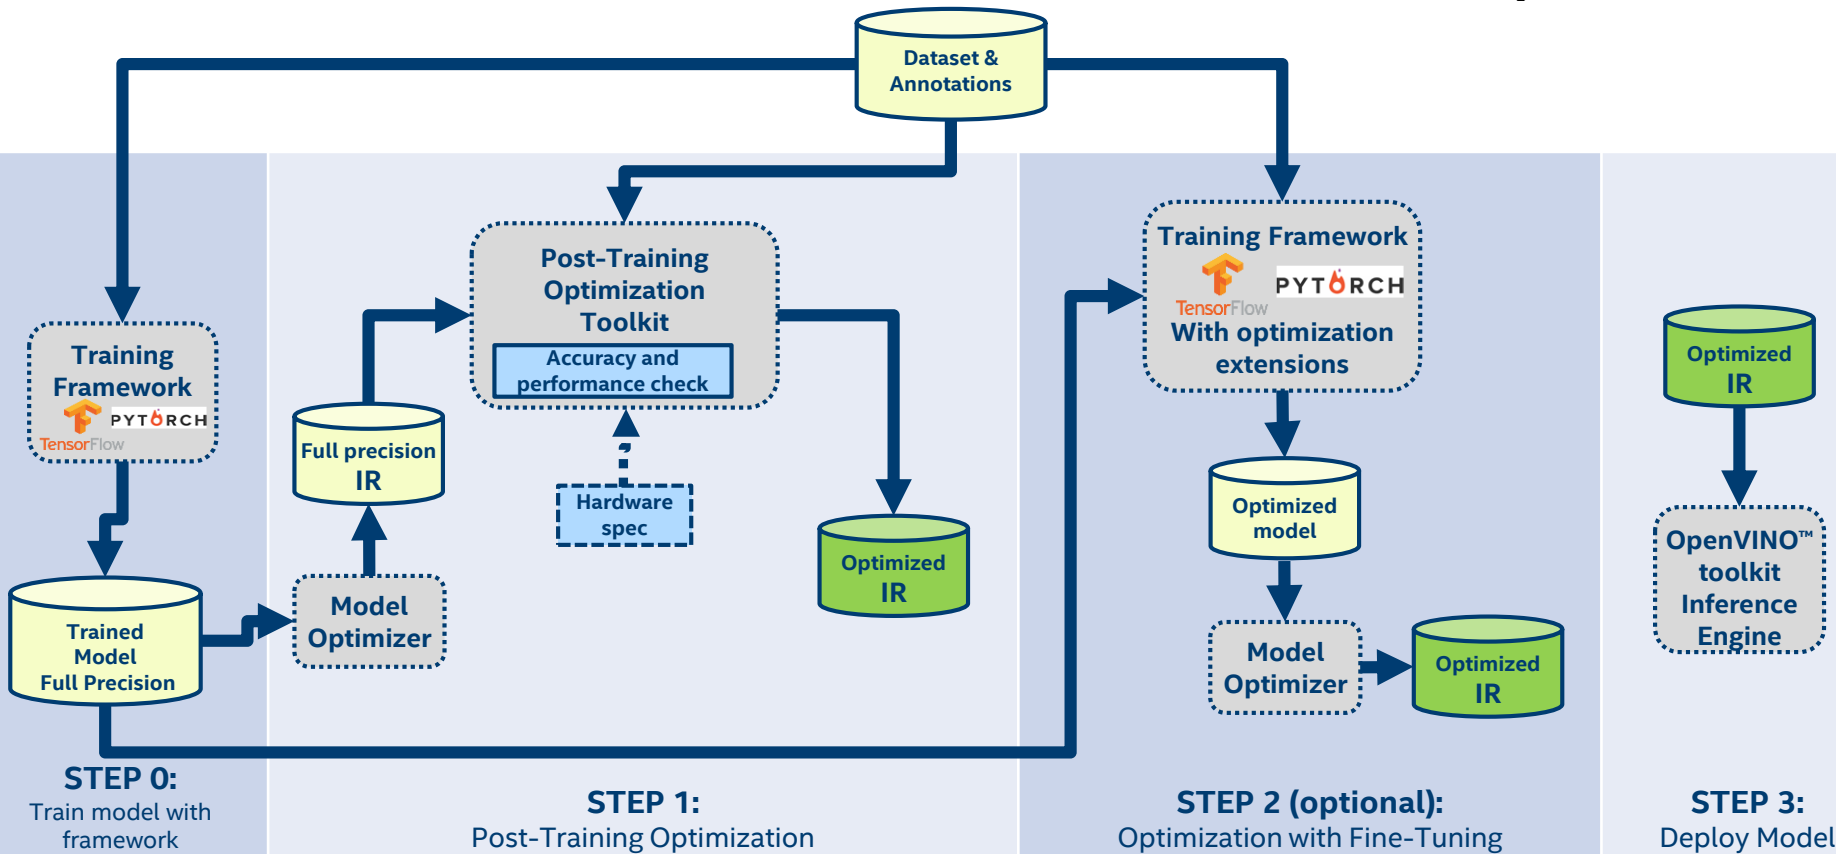 Dataset &
Annotations
Training
Framework
TensorFlow
PYTORCH
Trained
Model
Full Precision
STEP 0:
Train model with
framework
Post-Training
Optimization
Toolkit
Accuracy and
performance check
Full precision
IR
Hardware
spec
Model
Optimizer
Optimized
IR
STEP 1:
Post-Training Optimization
Training Framework
TensorFlow
PYTORCH
With optimization
extensions
Optimized
model
Model
Optimizer
Optimized
IR
STEP 2 (optional):
Optimization with Fine-Tuning
Optimized
IR
OpenVINO™
toolkit
Inference
Engine
STEP 3:
Deploy Model